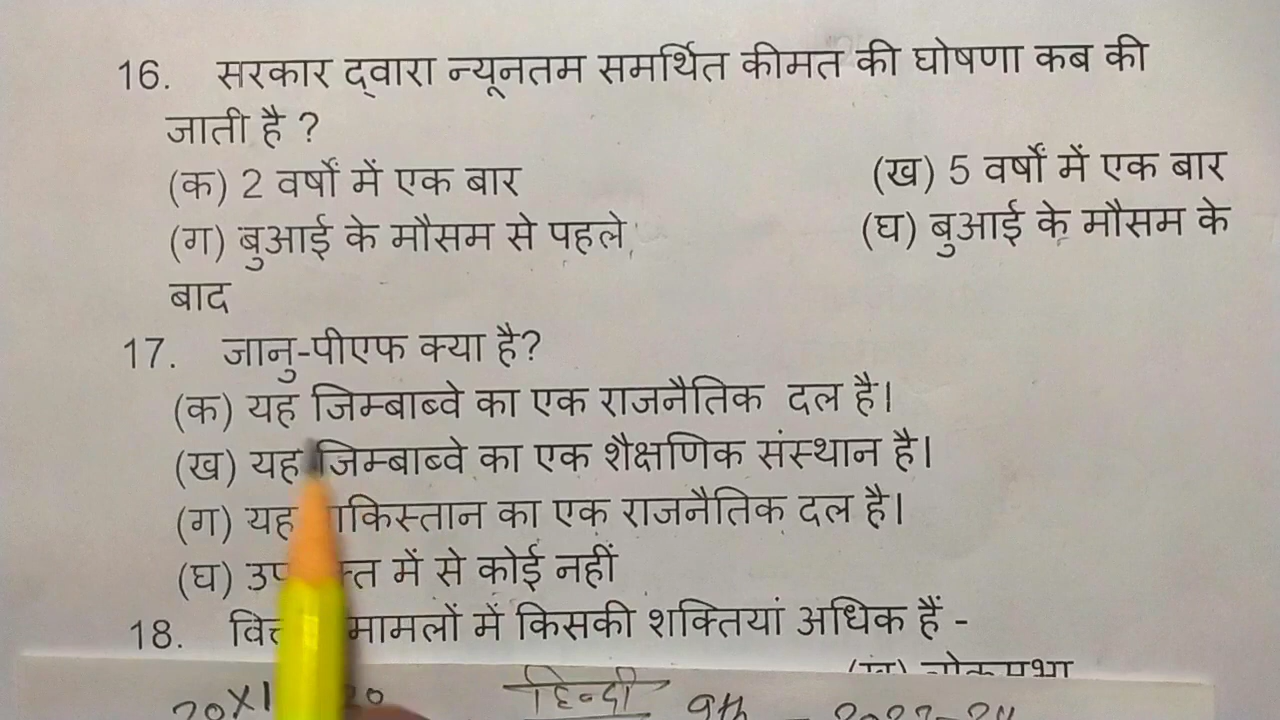 16. सरकार द्वारा न्यूनतम समर्थित कीमत की घोषणा कब की
जाती है ?
(क) 2 वर्षों में एक बार (ख) 5 वर्षों में एक बार
(ग) बुआई के मौसम से पहले (घ) बुआई के मौसम के
बाद
17. जानु-पीएफ क्या है?
(क) यह जिम्बाब्वे का एक राजनैतिक दल है।
(ख) यह जिम्बाब्वे का एक शैक्षणिक संस्थान है।
(ग) यह का एक राजनैतिक दल है।
(घ) में से कोई नहीं
18. मामलों में किसकी शक्तियां अधिक हैं -
हिन्दी 9th